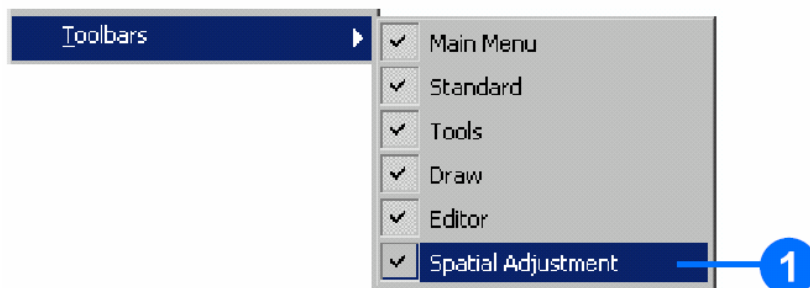 Toolbars
Main Menu
Standard
Tools
Draw
Editor
Spatial Adjustment
1